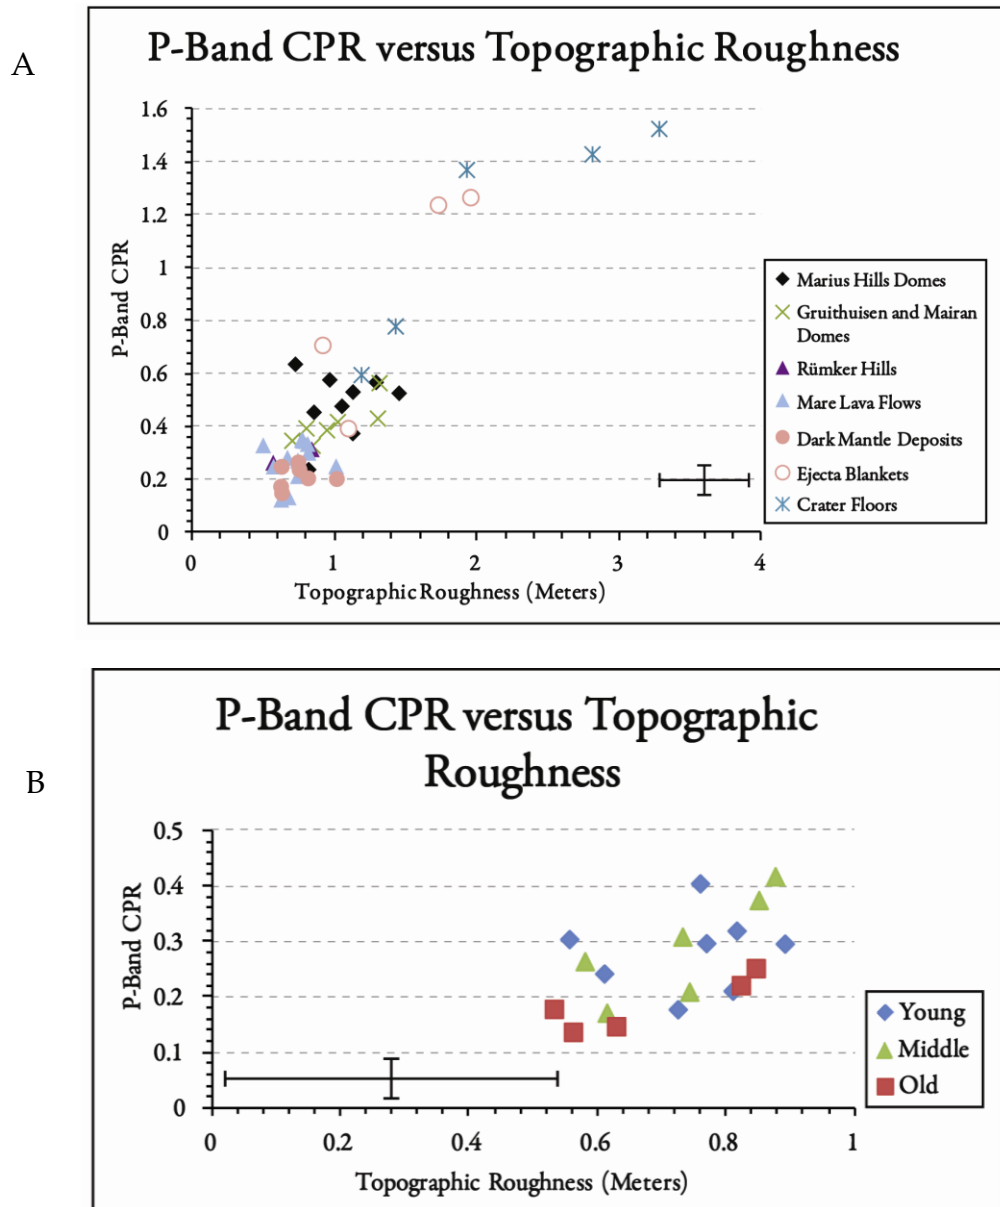 A
P-Band CPR versus Topographic Roughness
1.6
1.4
1.2
1
0.8
0.6
0.4
0.2
0
P-Band CPR
0 1 2 3 4
Topographic Roughness (Meters)
Marius Hills Domes
Gruithuisen and Mairan
Domes
Rümker Hills
Mare Lava Flows
Dark Mantle Deposits
Ejecta Blankets
Crater Floors
B
P-Band CPR versus Topographic
Roughness
0.5
0.4
0.3
0.2
0.1
0
P-Band CPR
0 0.2 0.4 0.6 0.8 1
Topographic Roughness (Meters)
Young
Middle
Old